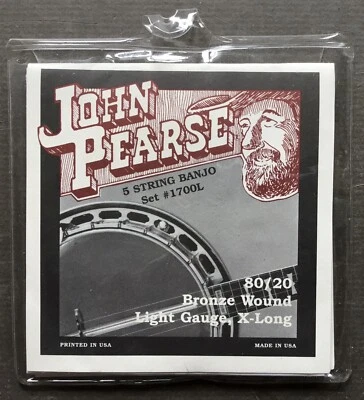 JOHN
PEARSE
5 STRING BANJO
Set #1700L
80/20
Bronze Wound
Light Gauge, X-Long
PRINTED IN USA
MADE IN USA